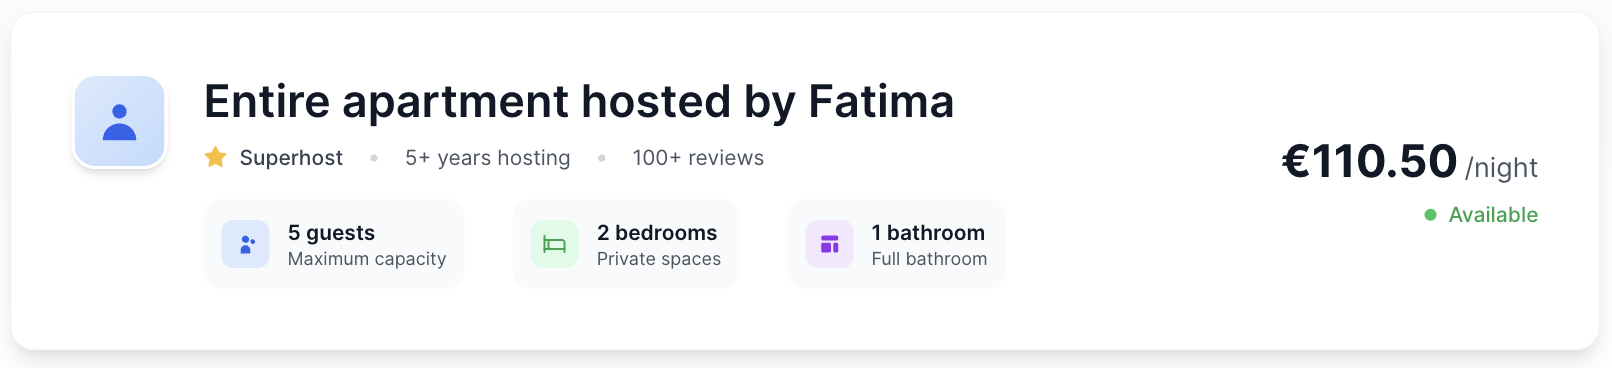 Entire apartment hosted by Fatima
Superhost • 5+ years hosting • 100+ reviews
€110.50 /night
Available
5 guests
Maximum capacity
2 bedrooms
Private spaces
1 bathroom
Full bathroom